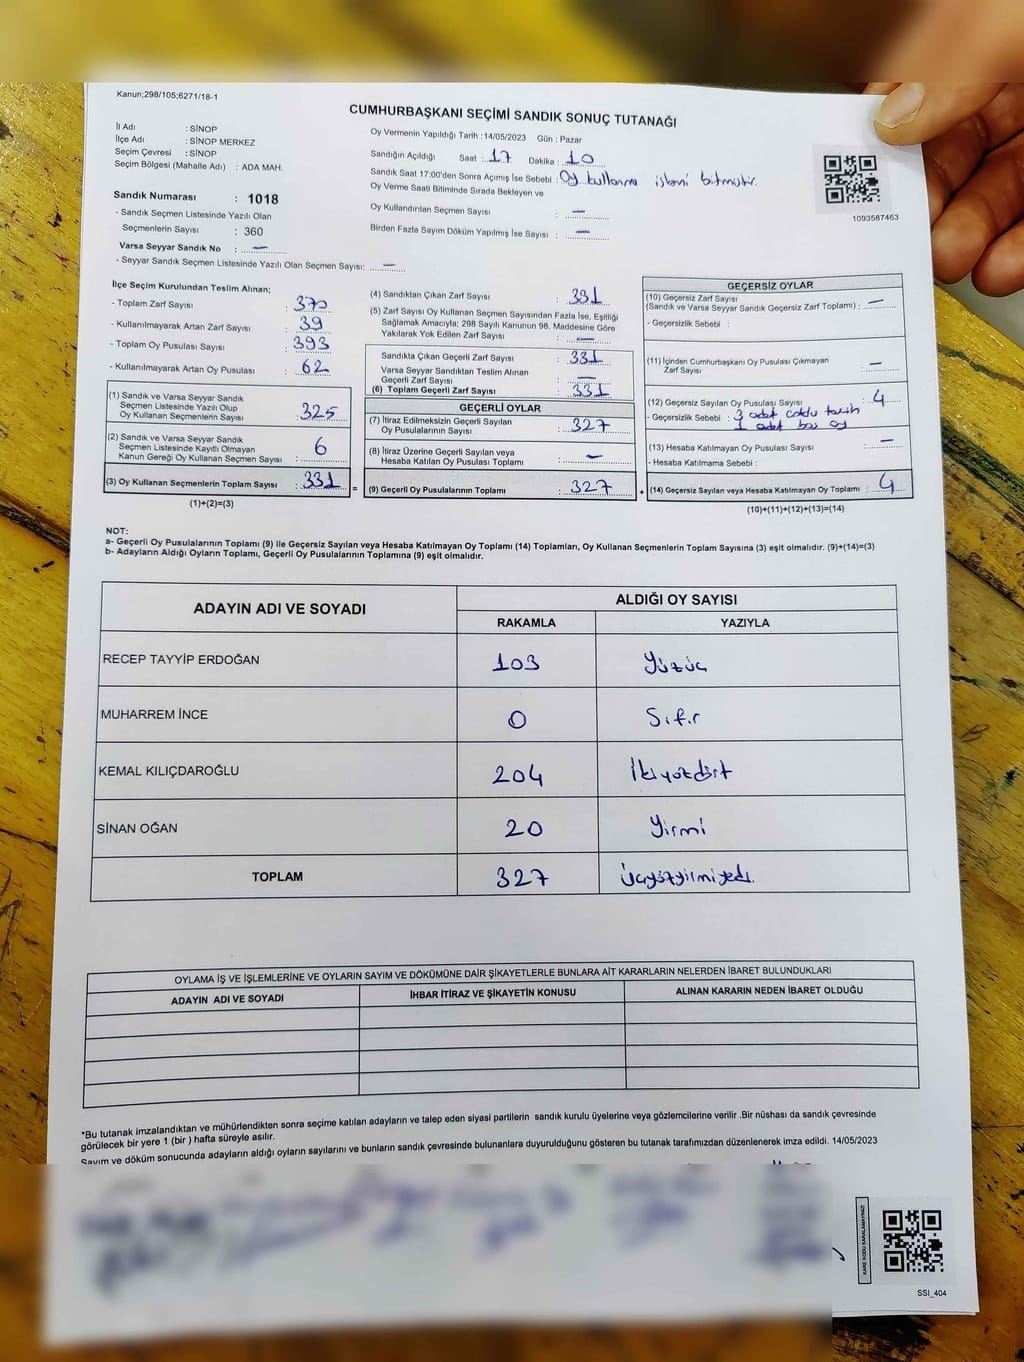 Kanun;298/105;6271/18-1
CUMHURBAŞKANI SEÇİMİ SANDIK SONUÇ TUTANAĞI
İl Adı : SİNOP
İlçe Adı : SİNOP MERKEZ
Seçim Çevresi : SİNOP
Seçim Bölgesi (Mahalle Adı) : ADA MAH.
Sandık Numarası : 1018
- Sandık Seçmen Listesinde Yazılı Olan
Seçmenlerin Sayısı : 360
Varsa Seyyar Sandık No : —
- Seyyar Sandık Seçmen Listesinde Yazılı Olan Seçmen Sayısı: —
Oy Vermenin Yapıldığı Tarih :14/05/2023 Gün : Pazar
Sandığın Açıldığı Saat : 17 Dakika : 10
Sandık Saat 17:00'den Sonra Açımış İse Sebebi : Oy kullanma işlemi bitmiştir.
Oy Verme Saati Bitiminde Sırada Bekleyen ve
Oy Kullandırılan Seçmen Sayısı : —
Birden Fazla Sayım Döküm Yapılmış İse Sayısı : —
1093587463
İlçe Seçim Kurulundan Teslim Alınan;
- Toplam Zarf Sayısı : 370
- Kullanılmayarak Artan Zarf Sayısı : 39
- Toplam Oy Pusulası Sayısı : 393
- Kullanılmayarak Artan Oy Pusulası : 62
(1) Sandık ve Varsa Seyyar Sandık
Seçmen Listesinde Yazılı Olup
Oy Kullanan Seçmenlerin Sayısı : 325
(2) Sandık ve Varsa Seyyar Sandık
Seçmen Listesinde Kayıtlı Olmayan
Kanun Gereği Oy Kullanan Seçmen Sayısı : 6
(3) Oy Kullanan Seçmenlerin Toplam Sayısı : 331
(1)+(2)=(3)
=
(4) Sandıktan Çıkan Zarf Sayısı : 331
(5) Zarf Sayısı Oy Kullanan Seçmen Sayısından Fazla İse, Eşitliği
Sağlamak Amacıyla; 298 Sayılı Kanunun 98. Maddesine Göre
Yakılarak Yok Edilen Zarf Sayısı : —
Sandıkta Çıkan Geçerli Zarf Sayısı : 331
Varsa Seyyar Sandıktan Teslim Alınan
Geçerli Zarf Sayısı : —
(6) Toplam Geçerli Zarf Sayısı : 331
GEÇERLİ OYLAR
(7) İtiraz Edilmeksizin Geçerli Sayılan
Oy Pusulalarının Sayısı : 327
(8) İtiraz Üzerine Geçerli Sayılan veya
Hesaba Katılan Oy Pusulası Toplamı : —
(9) Geçerli Oy Pusulalarının Toplamı : 327
+
GEÇERSİZ OYLAR
(10) Geçersiz Zarf Sayısı
(Sandık ve Varsa Seyyar Sandık Geçersiz Zarf Toplamı) : —
- Geçersizlik Sebebi :
(11) İçinden Cumhurbaşkanı Oy Pusulası Çıkmayan
Zarf Sayısı : —
(12) Geçersiz Sayılan Oy Pusulası Sayısı : 4
- Geçersizlik Sebebi : 3 adet
1 adet boş oy
(13) Hesaba Katılmayan Oy Pusulası Sayısı : —
- Hesaba Katılmama Sebebi :
(14) Geçersiz Sayılan veya Hesaba Katılmayan Oy Toplamı : 4
(10)+(11)+(12)+(13)=(14)
NOT:
a- Geçerli Oy Pusulalarının Toplamı (9) ile Geçersiz Sayılan veya Hesaba Katılmayan Oy Toplamı (14) Toplamları, Oy Kullanan Seçmenlerin Toplam Sayısına (3) eşit olmalıdır. (9)+(14)=(3)
b- Adayların Aldığı Oyların Toplamı, Geçerli Oy Pusulalarının Toplamına (9) eşit olmalıdır.
ADAYIN ADI VE SOYADI ALDIĞI OY SAYISI
RAKAMLA YAZIYLA
RECEP TAYYİP ERDOĞAN 103 Yüzüç
MUHARREM İNCE 0 Sıfır
KEMAL KILIÇDAROĞLU 204 İkiyüzdört
SİNAN OĞAN 20 Yirmi
TOPLAM 327 Üçyüzyirmiyedi.
OYLAMA İŞ VE İŞLEMLERİNE VE OYLARIN SAYIM VE DÖKÜMÜNE DAİR ŞİKAYETLERLE BUNLARA AİT KARARLARIN NELERDEN İBARET BULUNDUKLARI
ADAYIN ADI VE SOYADI İHBAR İTİRAZ VE ŞİKAYETİN KONUSU ALINAN KARARIN NEDEN İBARET OLDUĞU
*Bu tutanak imzalandıktan ve mühürlendikten sonra seçime katılan adayların ve talep eden siyasi partilerin sandık kurulu üyelerine veya gözlemcilerine verilir .Bir nüshası da sandık çevresinde
görülecek bir yere 1 (bir ) hafta süreyle asılır.
Sayım ve döküm sonucunda adayların aldığı oyların sayılarını ve bunların sandık çevresinde bulunanlara duyurulduğunu gösteren bu tutanak tarafımızdan düzenlenerek imza edildi. 14/05/2023
KARE KODU KARALAMAYINIZ!
SSI_404